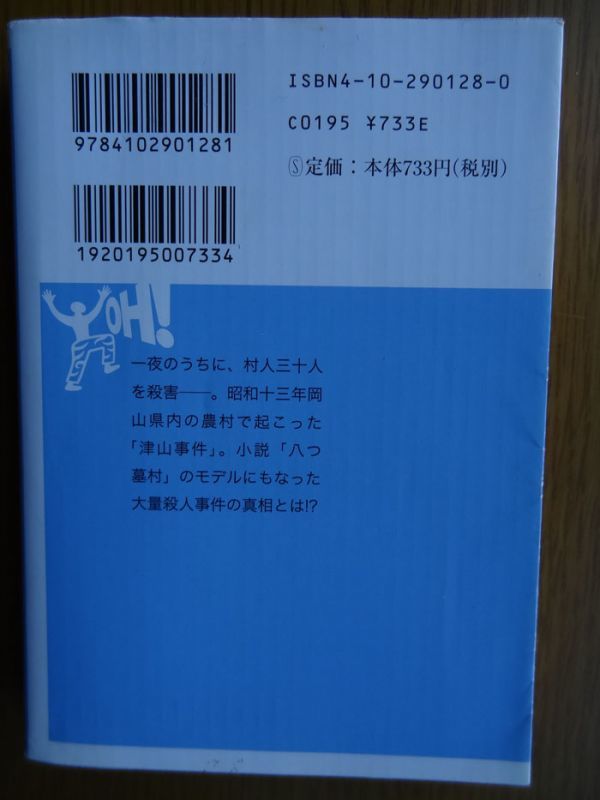 ISBN4-10-290128-0
C0195 ¥733E
Ⓢ定価：本体733円(税別)
9784102901281
1920195007334
OH!
一夜のうちに、村人三十人
を殺害――。昭和十三年岡
山県内の農村で起こった
「津山事件」。小説「八つ
墓村」のモデルにもなった
大量殺人事件の真相とは!?